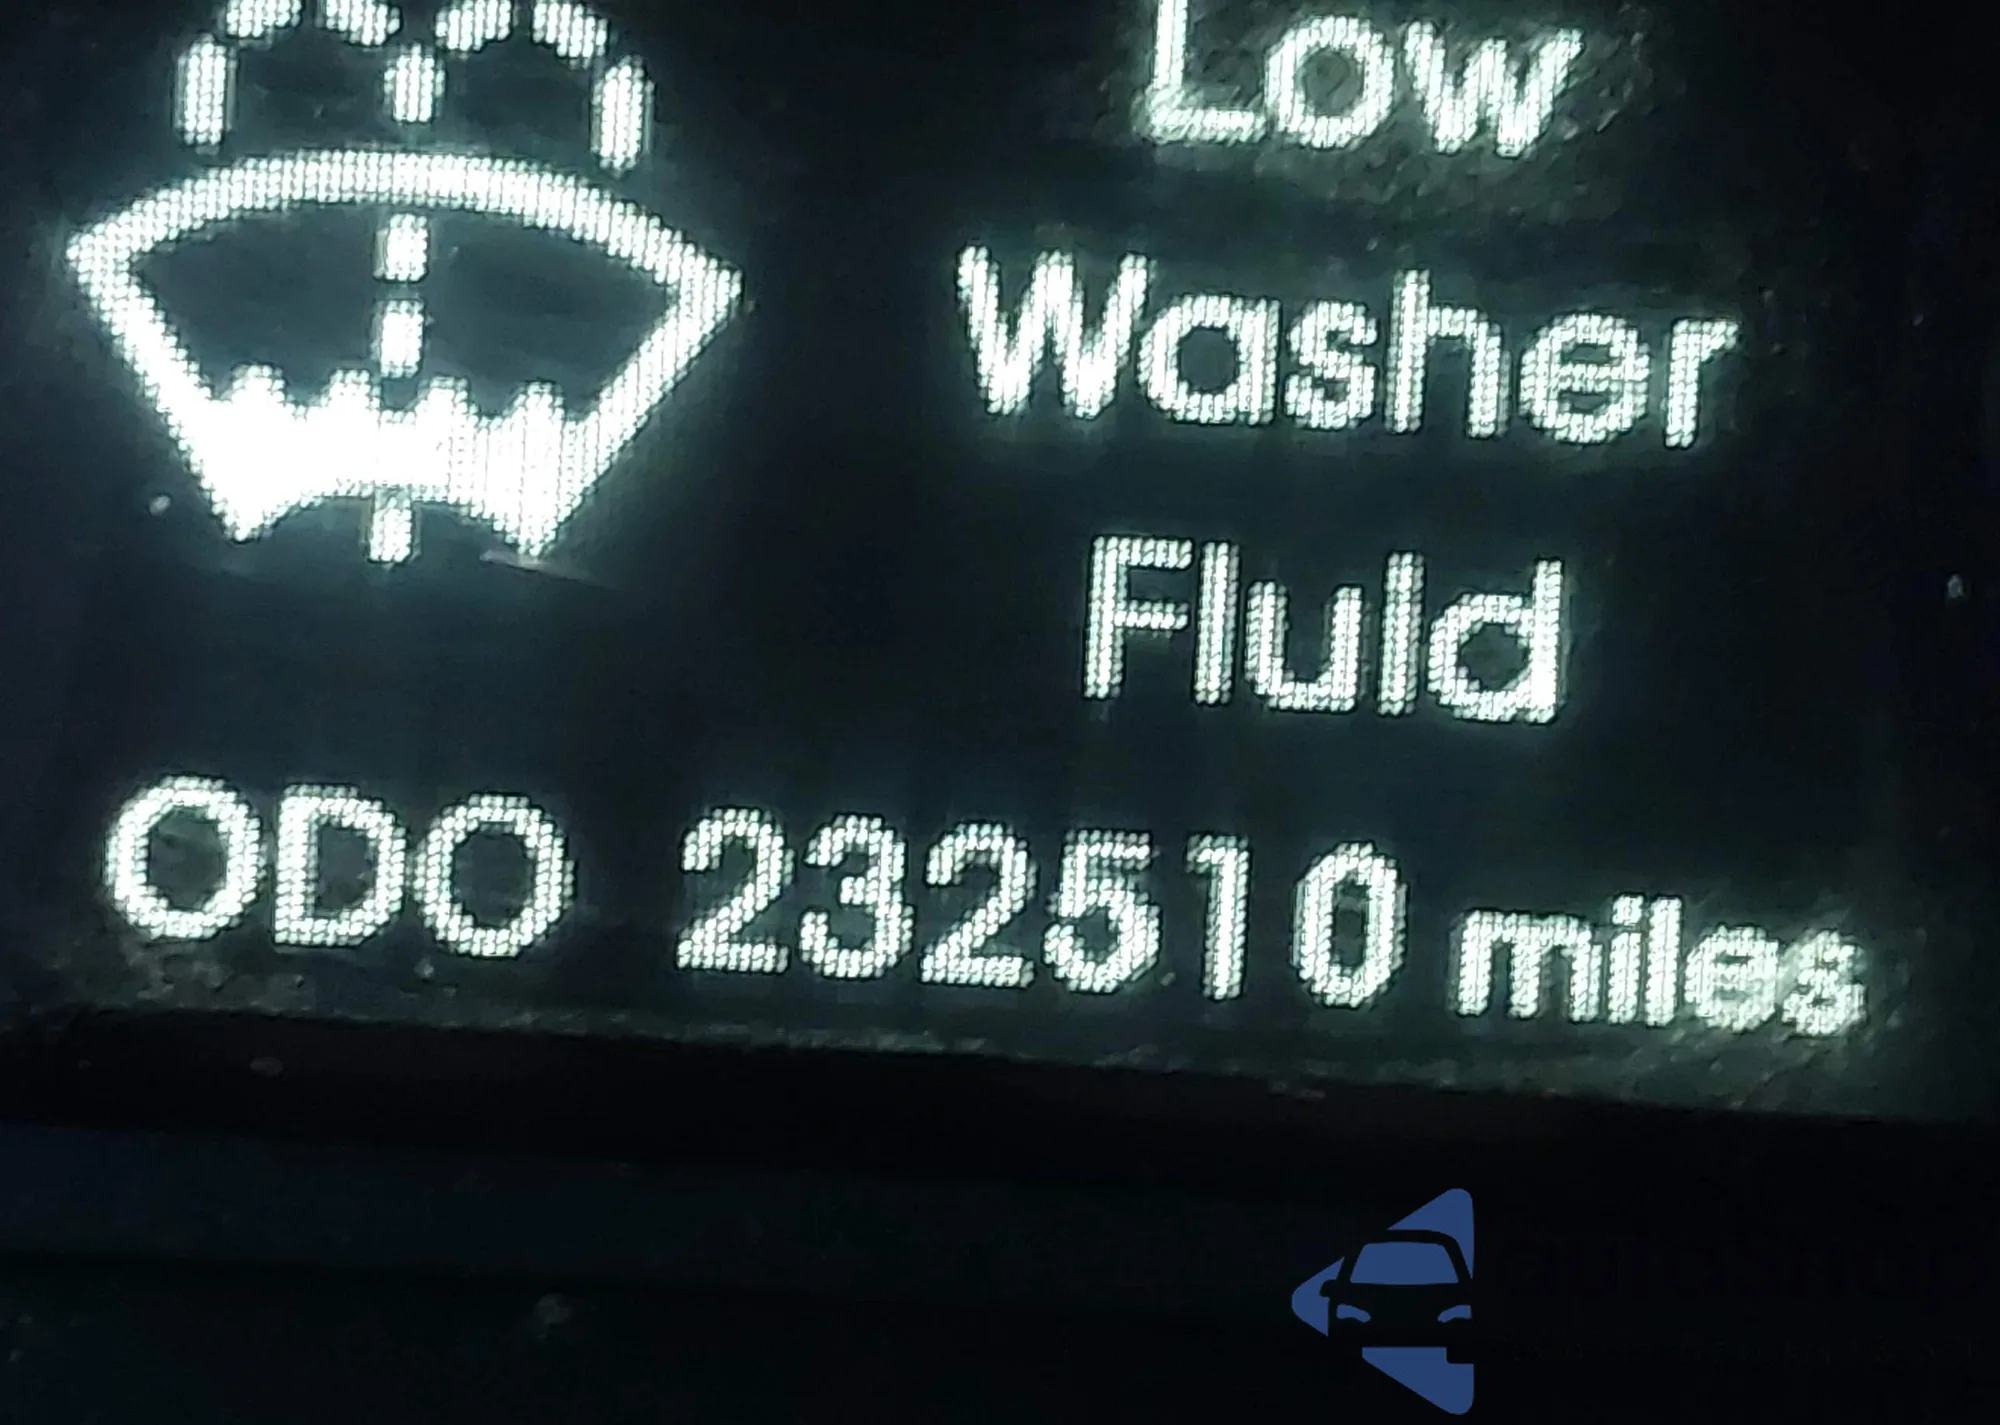 Low
Washer
Fluid
ODO 232510 miles